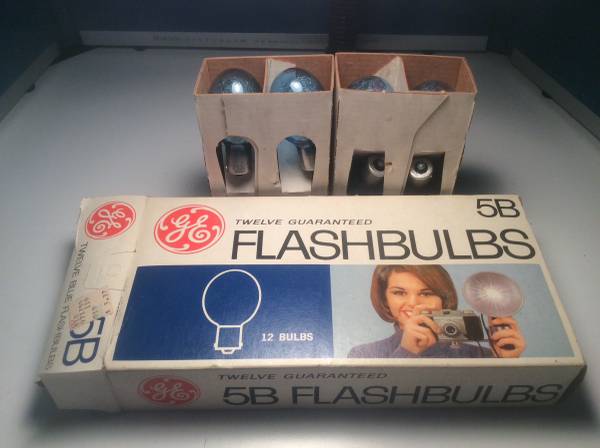 5B
GE
TWELVE GUARANTEED
FLASHBULBS
12 BULBS
GE
TWELVE BLUE FLASHBULBS
5B
GE
TWELVE GUARANTEED
5B FLASHBULBS